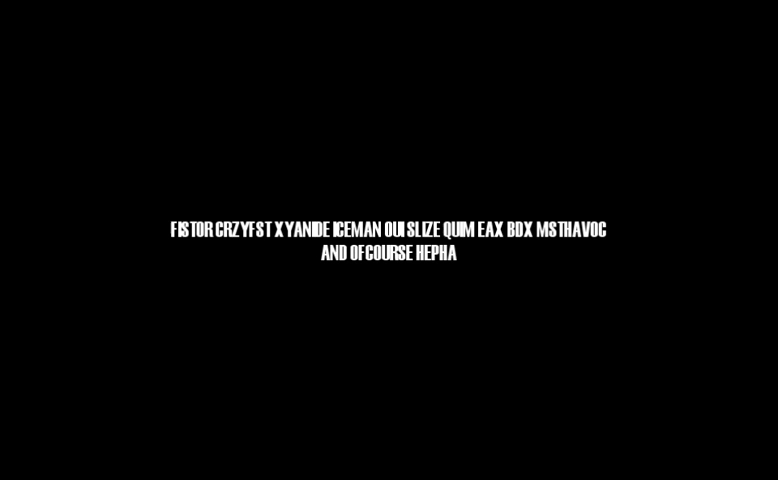 FISTOR CRZYFST XYANIDE ICEMAN OUI SLIZE QUIM EAX BDX MSTHAVOC
AND OFCOURSE HEPHA